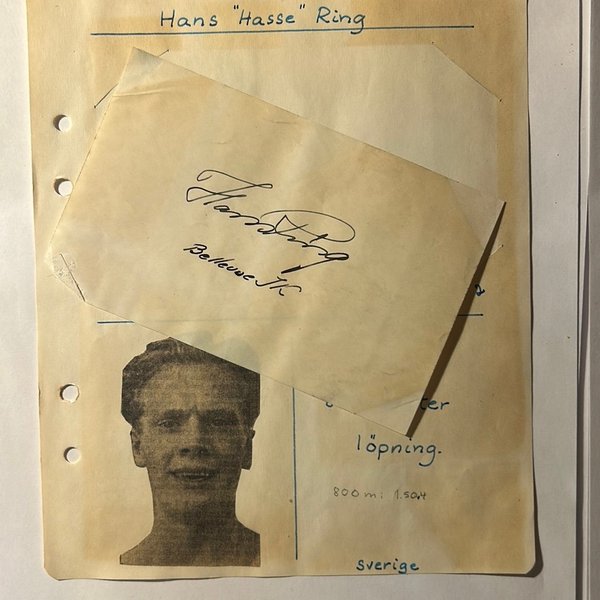 Hans "Hasse" Ring
Hans Ring
Bellevue IK
ter
löpning.
800 m: 1.50,4
Sverige